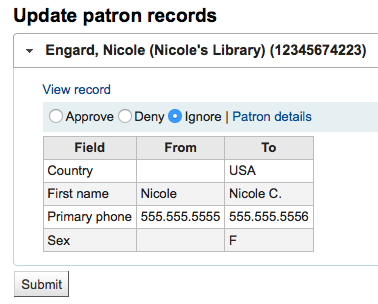 Update patron records
Engard, Nicole (Nicole's Library) (12345674223)
View record
Approve Deny Ignore | Patron details
Field From To
Country USA
First name Nicole Nicole C.
Primary phone 555.555.5555 555.555.5556
Sex F
Submit